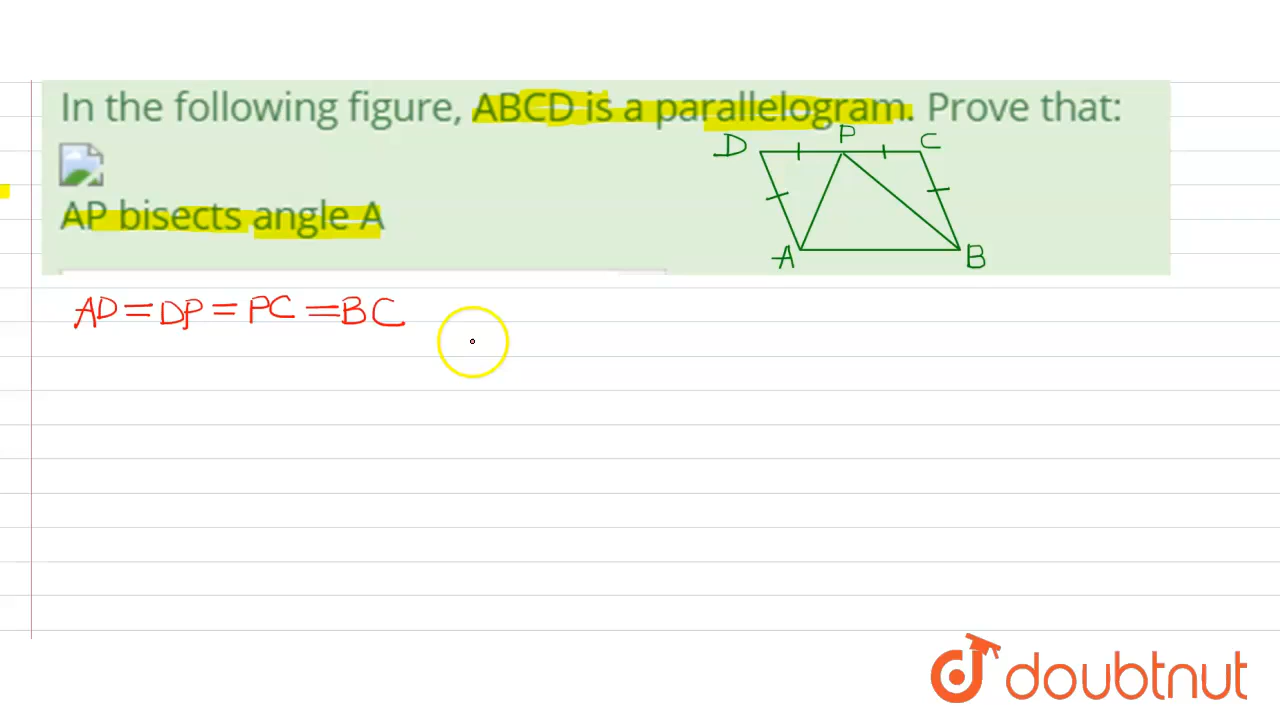 In the following figure, ABCD is a parallelogram. Prove that:
D P C
AP bisects angle A
A B
AD = DP = PC = BC
doubtnut